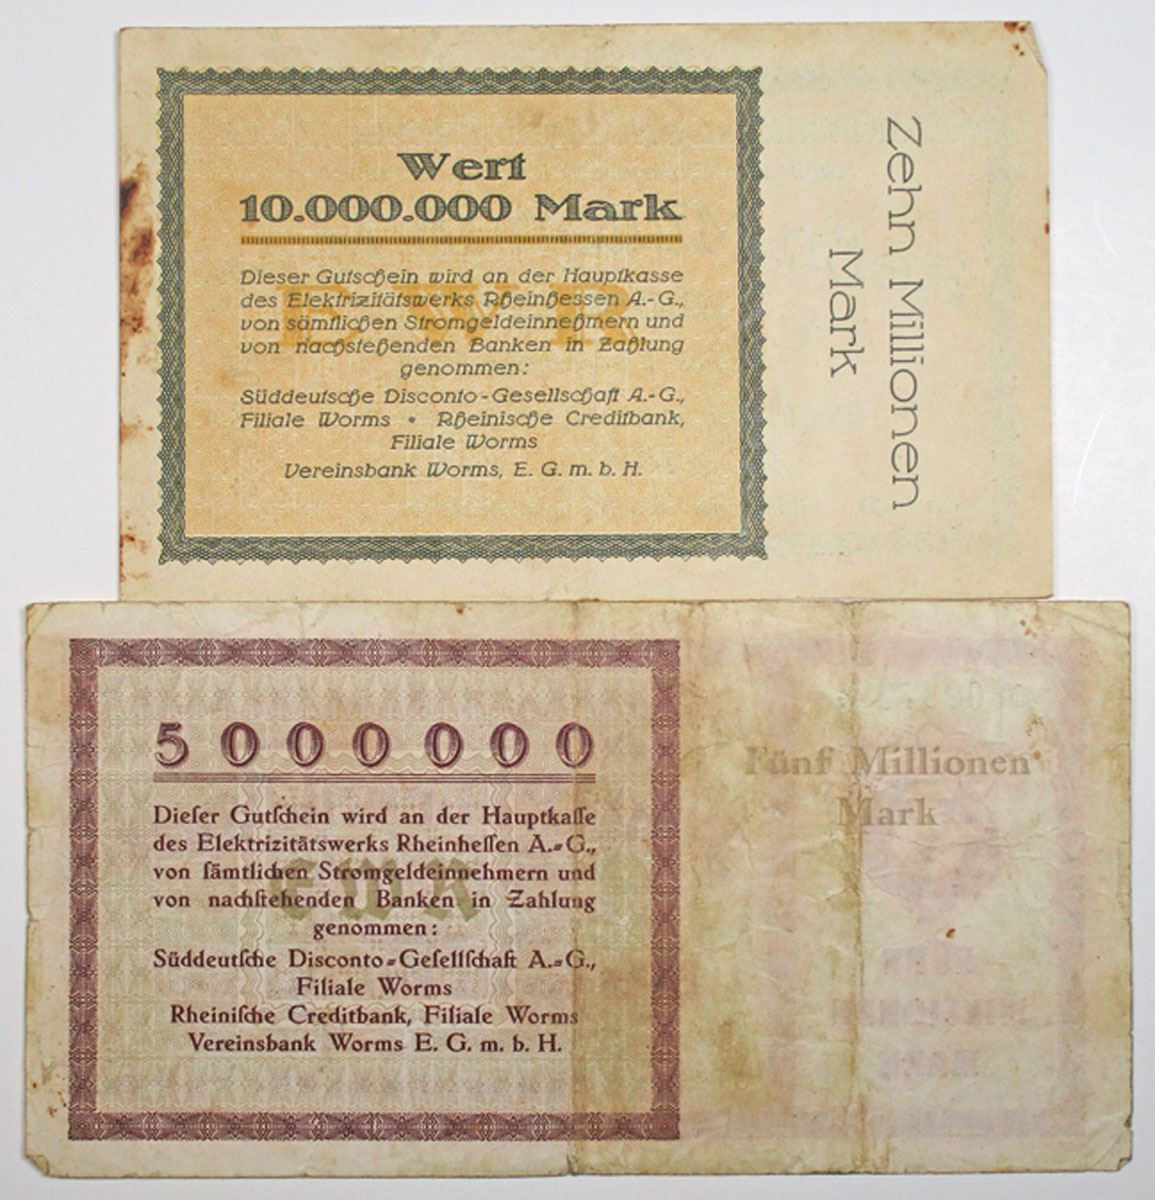 Wert
10.000.000 Mark
Dieser Gutschein wird an der Hauptkasse
des Elektrizitätswerks Rheinhessen A.-G.,
von sämtlichen Stromgeldeinnehmern und
von nachstehenden Banken in Zahlung
genommen:
Süddeutsche Disconto-Gesellschaft A.-G.,
Filiale Worms • Rheinische Creditbank,
Filiale Worms
Vereinsbank Worms, E. G. m. b. H.
EWR
Zehn Millionen
Mark
5000000
Dieſer Gutſchein wird an der Hauptkaſſe
des Elektrizitätswerks Rheinheſſen A.=G.,
von ſämtlichen Stromgeldeinnehmern und
von nachſtehenden Banken in Zahlung
genommen:
Süddeutſche Disconto=Geſellſchaft A.=G.,
Filiale Worms
Rheiniſche Creditbank, Filiale Worms
Vereinsbank Worms E. G. m. b. H.
EWR
Fünf Millionen
Mark